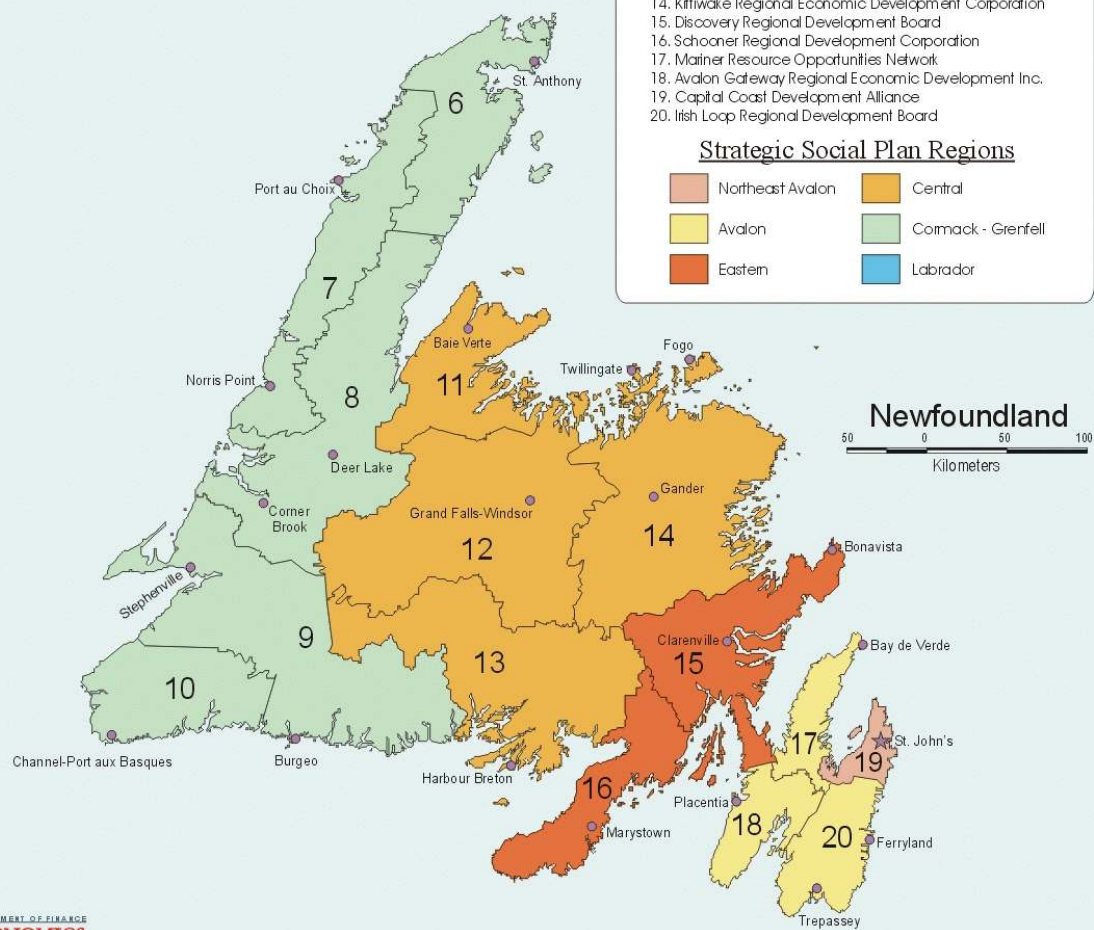 14. Kittiwake Regional Economic Development Corporation
15. Discovery Regional Development Board
16. Schooner Regional Development Corporation
17. Mariner Resource Opportunities Network
18. Avalon Gateway Regional Economic Development Inc.
19. Capital Coast Development Alliance
20. Irish Loop Regional Development Board
Strategic Social Plan Regions
Northeast Avalon
Central
Avalon
Cormack - Grenfell
Eastern
Labrador
6
St. Anthony
Port au Choix
7
Baie Verte
Fogo
Twillingate
Norris Point
11
8
Newfoundland
50 0 50 100
Kilometers
Deer Lake
Gander
Corner
Brook
Grand Falls-Windsor
12
14
Bonavista
Stephenville
9
Clarenville
15
Bay de Verde
13
10
17
St. John's
19
Channel-Port aux Basques
Burgeo
Harbour Breton
16
Placentia
18
Marystown
20
Ferryland
Trepassey
OF FINANCE